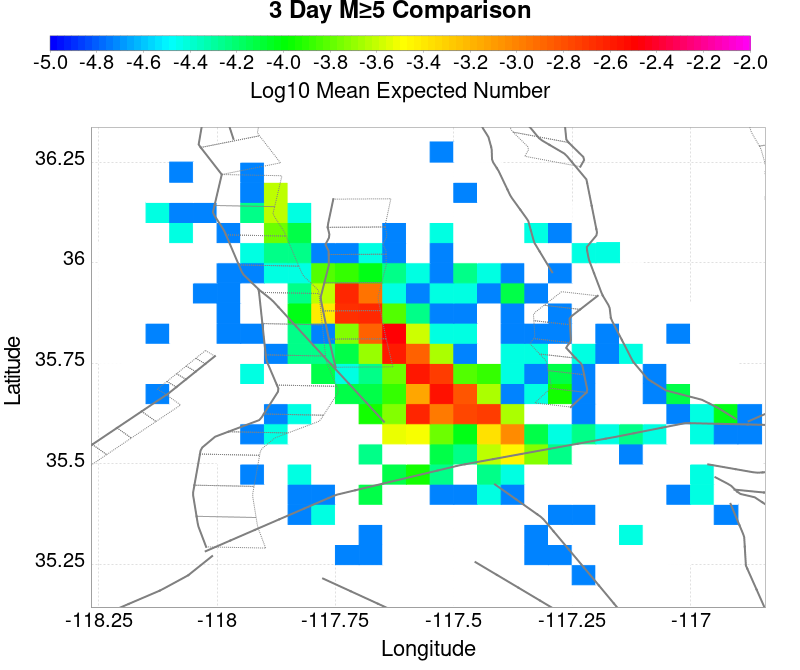 3 Day M≥5 Comparison
-5.0 -4.8 -4.6 -4.4 -4.2 -4.0 -3.8 -3.6 -3.4 -3.2 -3.0 -2.8 -2.6 -2.4 -2.2 -2.0
Log10 Mean Expected Number
36.25
36
35.75
35.5
35.25
Latitude
-118.25 -118 -117.75 -117.5 -117.25 -117
Longitude